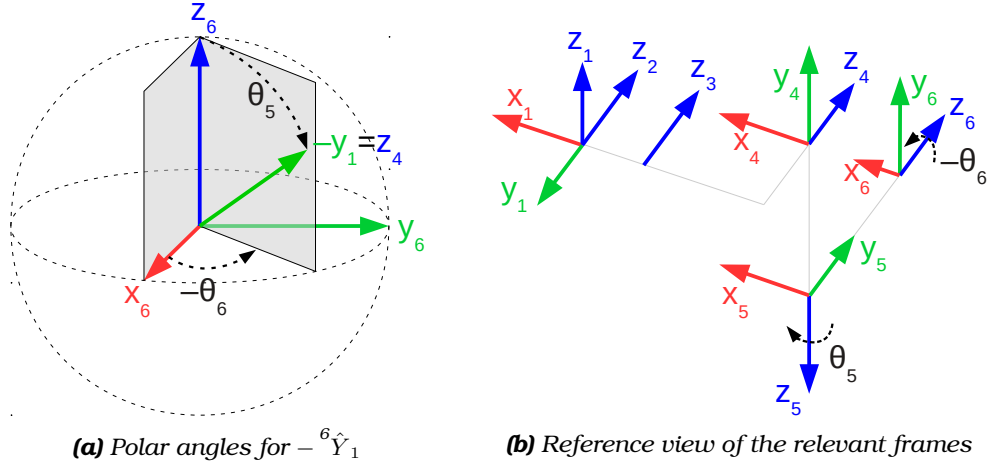 z6
θ5
–y1=z4
y6
x6
–θ6
(a) Polar angles for − ⁶Ŷ₁
z1
z2
z3
x1
y1
y4
z4
x4
y6
z6
x6
–θ6
y5
x5
θ5
z5
(b) Reference view of the relevant frames